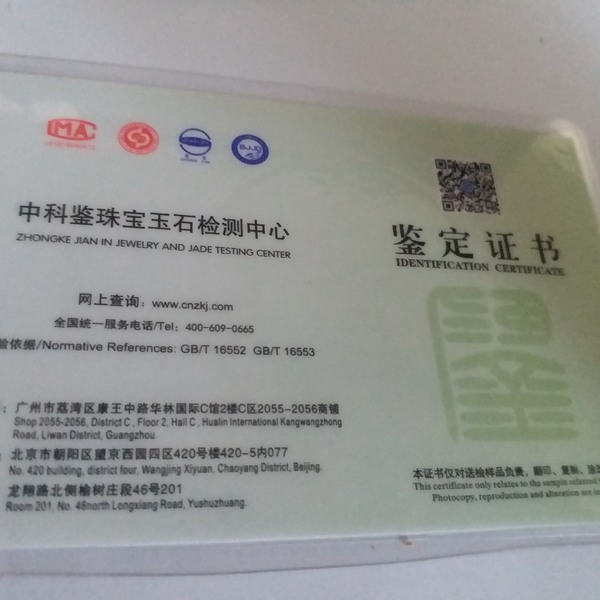 CMA
BJJD
中科鉴珠宝玉石检测中心
ZHONGKE JIAN IN JEWELRY AND JADE TESTING CENTER
网上查询：www.cnzkj.com
全国统一服务电话/Tel：400-609-0665
依据/Normative References: GB/T 16552 GB/T 16553
：广州市荔湾区康王中路华林国际C馆2楼C区2055-2056商铺
Shop 2055-2056, District C , Floor 2, Hall C , Hualin International Kangwangzhong
Road, Liwan District, Guangzhou.
：北京市朝阳区望京西园四区420号楼420-5内077
No. 420 building, district four, Wangjing Xiyuan, Chaoyang District, Beijing.
龙翔路北侧榆树庄段46号201
Room 201, No. 46north Longxiang Road, Yushuzhuang.
鉴定证书
IDENTIFICATION CERTIFICATE
本证书仅对送检样品负责，翻印、复制、涂
This certificate only relates to the sample referred
Photocopy, reproduction and alteration are in